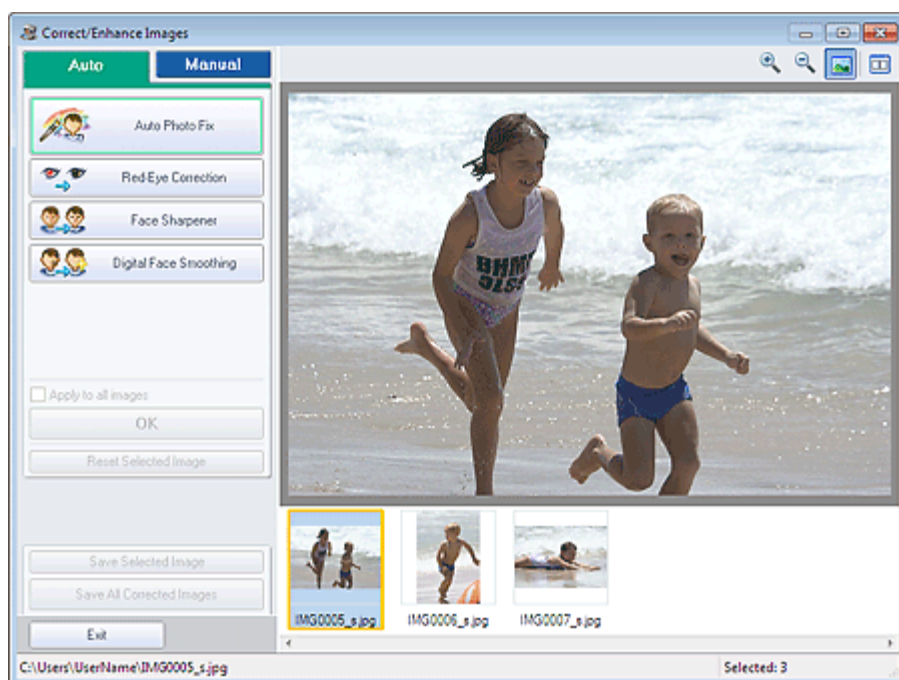 Correct/Enhance Images
Auto
Manual
Auto Photo Fix
Red-Eye Correction
Face Sharpener
Digital Face Smoothing
Apply to all images
OK
Reset Selected Image
Save Selected Image
Save All Corrected Images
Exit
BHMH
IMG0005_s.jpg
IMG0006_s.jpg
IMG0007_s.jpg
C:\Users\UserName\IMG0005_s.jpg
Selected: 3